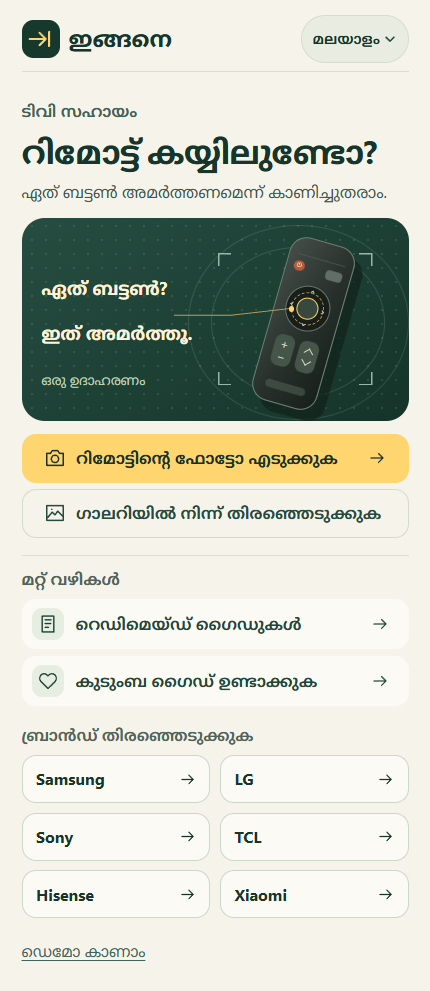 ഇങ്ങനെ
മലയാളം
ടിവി സഹായം
റിമോട്ട് കയ്യിലുണ്ടോ?
ഏത് ബട്ടൺ അമർത്തണമെന്ന് കാണിച്ചുതരാം.
ഏത് ബട്ടൺ?
ഇത് അമർത്തൂ.
ഒരു ഉദാഹരണം
റിമോട്ടിന്റെ ഫോട്ടോ എടുക്കുക
ഗാലറിയിൽ നിന്ന് തിരഞ്ഞെടുക്കുക
മറ്റ് വഴികൾ
റെഡിമെയ്ഡ് ഗൈഡുകൾ
കുടുംബ ഗൈഡ് ഉണ്ടാക്കുക
ബ്രാൻഡ് തിരഞ്ഞെടുക്കുക
Samsung
LG
Sony
TCL
Hisense
Xiaomi
ഡെമോ കാണാം